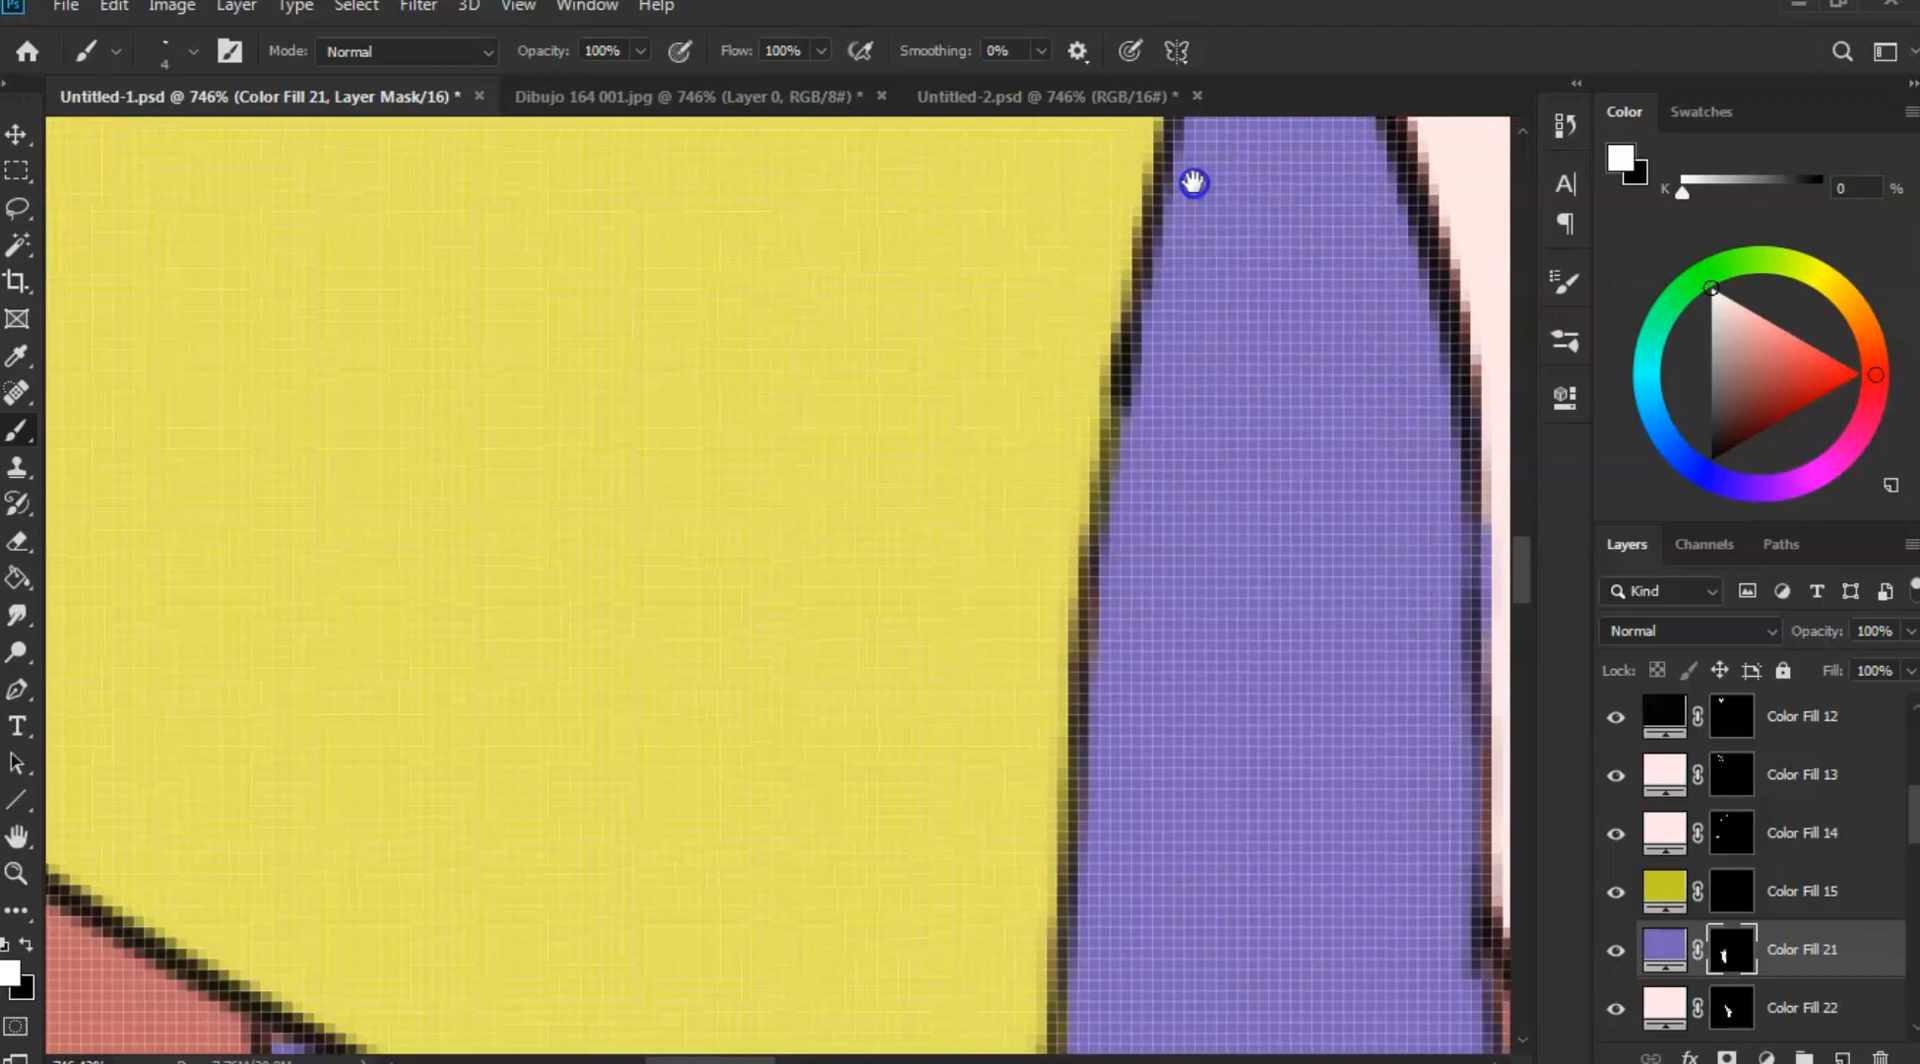 Ps File Edit Image Layer Type Select Filter 3D View Window Help
4 Mode: Normal Opacity: 100% Flow: 100% Smoothing: 0%
Untitled-1.psd @ 746% (Color Fill 21, Layer Mask/16) * × Dibujo 164 001.jpg @ 746% (Layer 0, RGB/8#) * × Untitled-2.psd @ 746% (RGB/16#) * ×
Color Swatches
K 0 %
Layers Channels Paths
Kind
Normal Opacity: 100%
Lock: Fill: 100%
Color Fill 12
Color Fill 13
Color Fill 14
Color Fill 15
Color Fill 21
Color Fill 22
fx